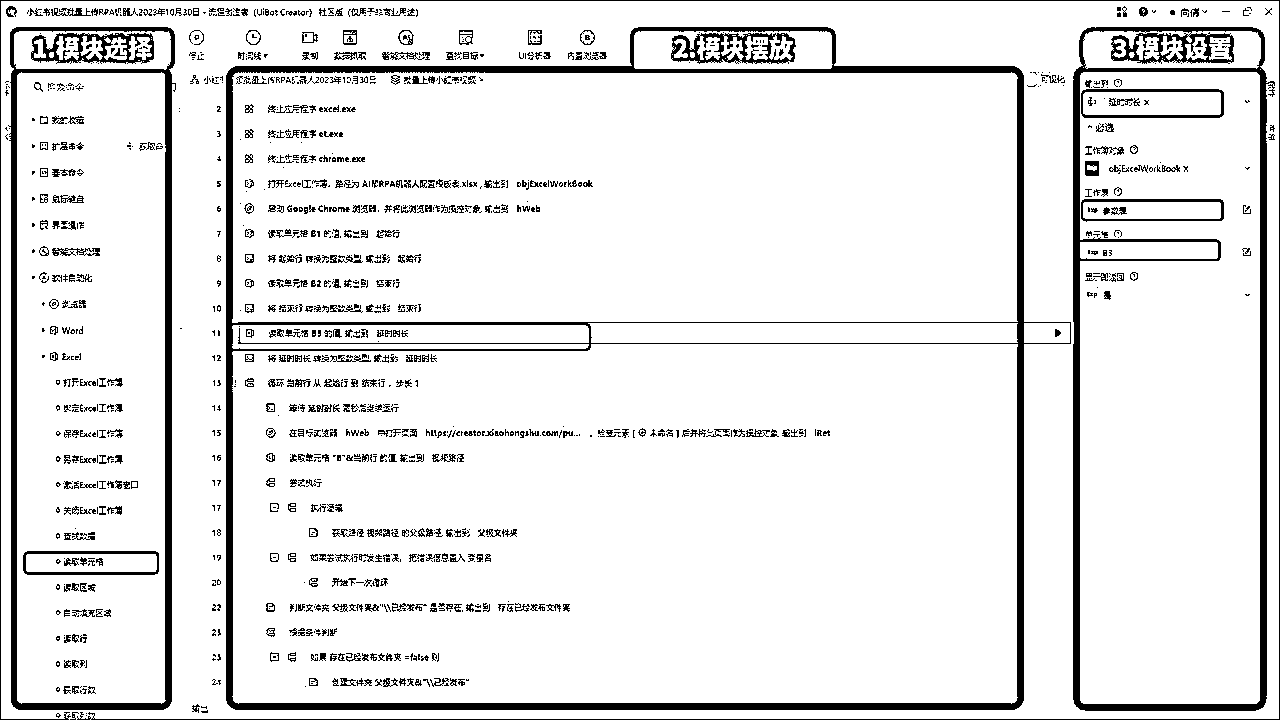 小红书视频批量上传RPA机器人2023年10月30日 - 流程创造者（UiBot Creator） 社区版（仅用于非商业用途）
1.模块选择
2.模块摆放
3.模块设置
停止
时间线
录制
数据抓取
智能文档处理
查找目标
UI分析器
内置浏览器
小红书
批量上传RPA机器人2023年10月30日
批量上传小红书视频
可视化
搜索命令
我的收藏
扩展命令
基本命令
鼠标键盘
界面操作
智能文档处理
软件自动化
浏览器
Word
Excel
打开Excel工作簿
绑定Excel工作簿
保存Excel工作簿
另存Excel工作簿
激活Excel工作簿窗口
关闭Excel工作簿
查找数据
读取单元格
读取区域
自动填充区域
读取行
读取列
获取行数
获取列数
2 终止应用程序 excel.exe
3 终止应用程序 et.exe
4 终止应用程序 chrome.exe
5 打开Excel工作簿，路径为 AI帮RPA机器人配置模版表.xlsx , 输出到 objExcelWorkBook
6 启动 Google Chrome 浏览器，并将此浏览器作为操控对象, 输出到 hWeb
7 读取单元格 B1 的值, 输出到 起始行
8 将 起始行 转换为整数类型, 输出到 起始行
9 读取单元格 B2 的值, 输出到 结束行
10 将 结束行 转换为整数类型, 输出到 结束行
11 读取单元格 B3 的值, 输出到 延时时长
12 将 延时时长 转换为整数类型, 输出到 延时时长
13 循环 当前行 从 起始行 到 结束行 , 步长 1
14 等待 延时时长 毫秒后继续运行
15 在目标浏览器 hWeb 中打开页面 https://creator.xiaohongshu.com/pu... , 检查元素 [ 未命名 ] 后并将此页面作为操控对象, 输出到 iRet
16 读取单元格 "B"&当前行 的值, 输出到 视频路径
17 尝试执行
17 执行逻辑
18 获取路径 视频路径 的父级路径, 输出到 父级文件夹
19 如果尝试执行时发生错误， 把错误信息置入 变量名
20 开始下一次循环
22 判断文件夹 父级文件夹&"\\已经发布" 是否存在, 输出到 存在已经发布文件夹
23 根据条件判断
23 如果 存在已经发布文件夹 =false 则
24 创建文件夹 父级文件夹&"\\已经发布"
输出
输出到
延时时长 X
必选
工作簿对象
objExcelWorkBook X
工作表
Exp 参数表
单元格
Exp B3
显示即返回
Exp 是